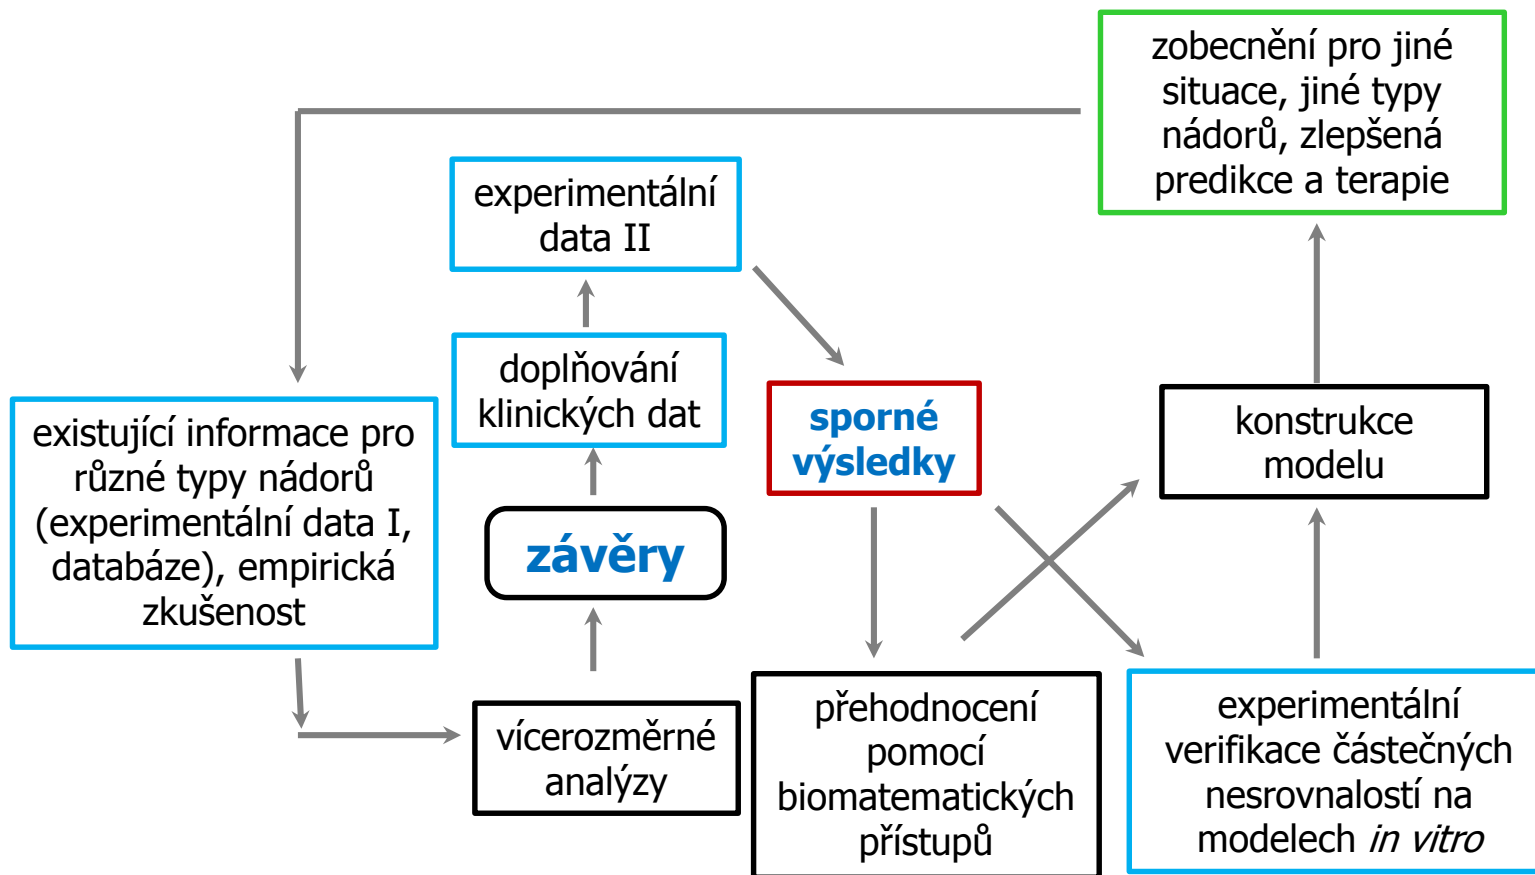 zobecnění pro jiné
situace, jiné typy
nádorů, zlepšená
predikce a terapie
experimentální
data II
doplňování
klinických dat
sporné
výsledky
konstrukce
modelu
existující informace pro
různé typy nádorů
(experimentální data I,
databáze), empirická
zkušenost
závěry
vícerozměrné
analýzy
přehodnocení
pomocí
biomatematických
přístupů
experimentální
verifikace částečných
nesrovnalostí na
modelech in vitro